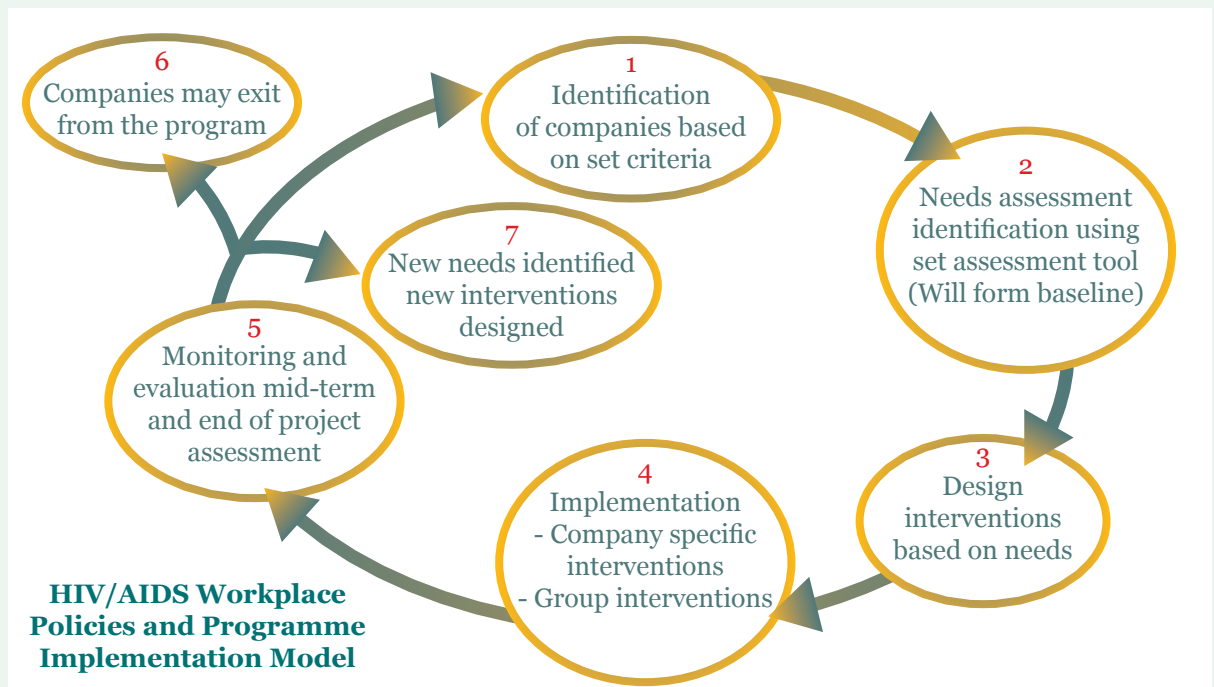 1
Identification
of companies based
on set criteria
2
Needs assessment
identification using
set assessment tool
(Will form baseline)
3
Design
interventions
based on needs
4
Implementation
- Company specific
interventions
- Group interventions
5
Monitoring and
evaluation mid-term
and end of project
assessment
6
Companies may exit
from the program
7
New needs identified
new interventions
designed
HIV/AIDS Workplace
Policies and Programme
Implementation Model